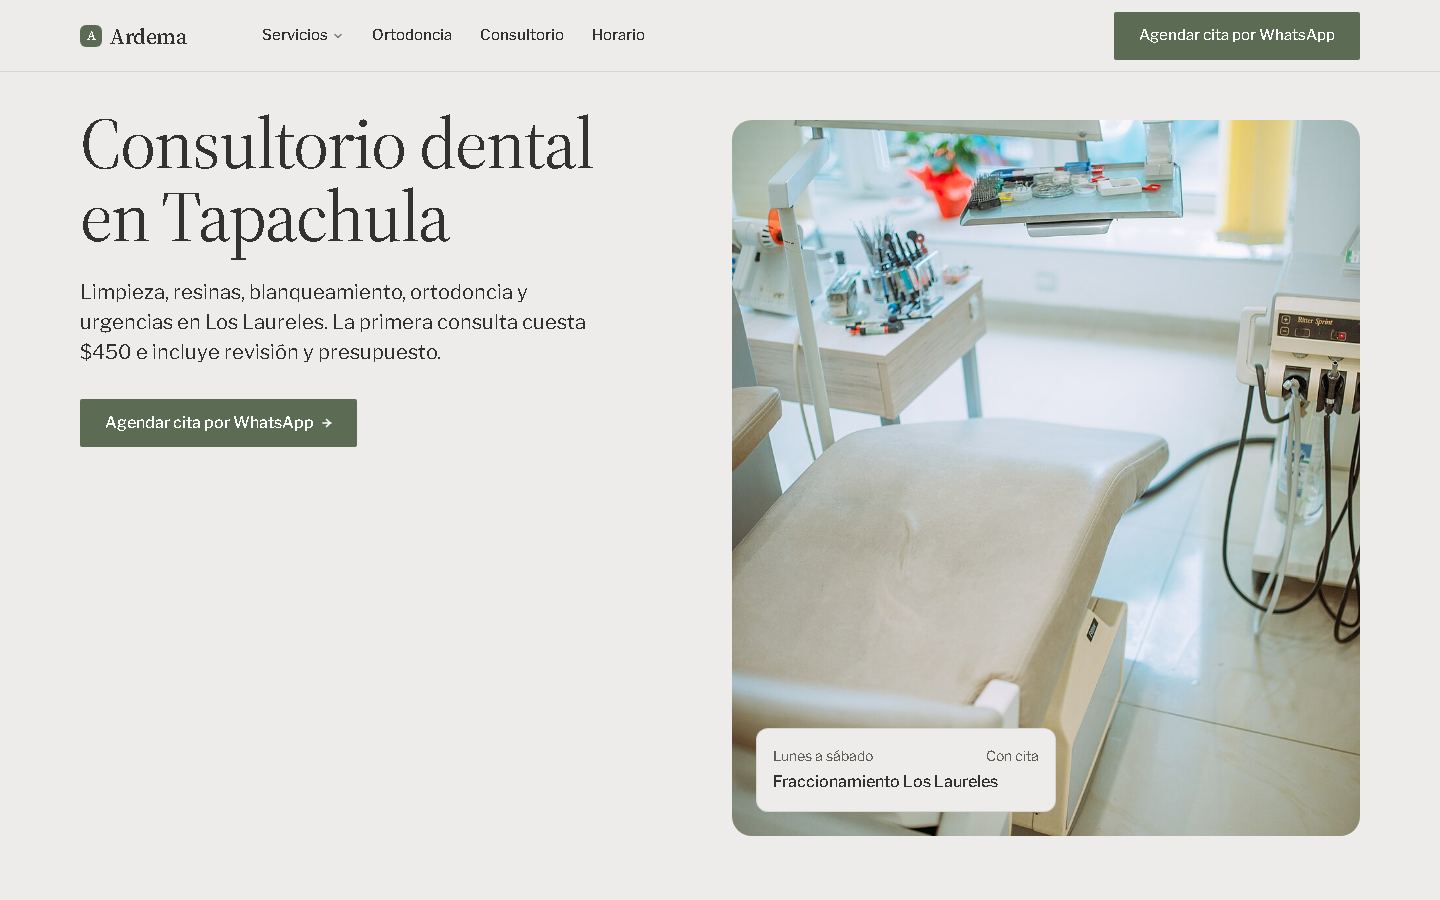 A Ardema
Servicios
Ortodoncia
Consultorio
Horario
Agendar cita por WhatsApp
Consultorio dental
en Tapachula
Limpieza, resinas, blanqueamiento, ortodoncia y
urgencias en Los Laureles. La primera consulta cuesta
$450 e incluye revisión y presupuesto.
Agendar cita por WhatsApp →
Ritter Sprint
Lunes a sábado
Con cita
Fraccionamiento Los Laureles